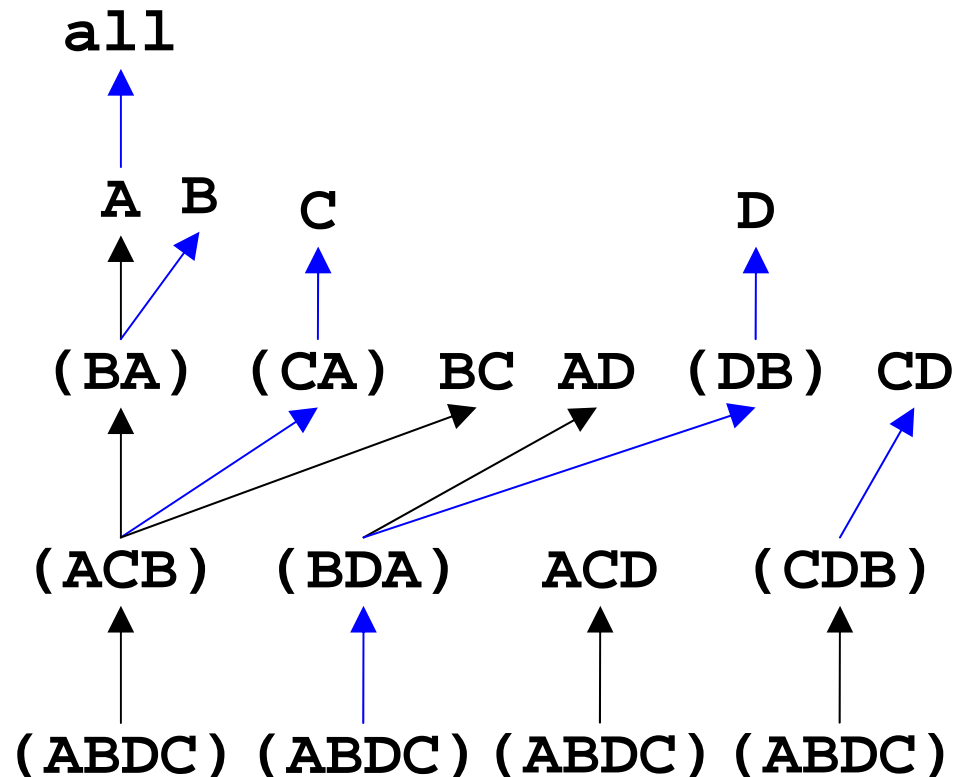 all
A B C D
(BA) (CA) BC AD (DB) CD
(ACB) (BDA) ACD (CDB)
(ABDC) (ABDC) (ABDC) (ABDC)